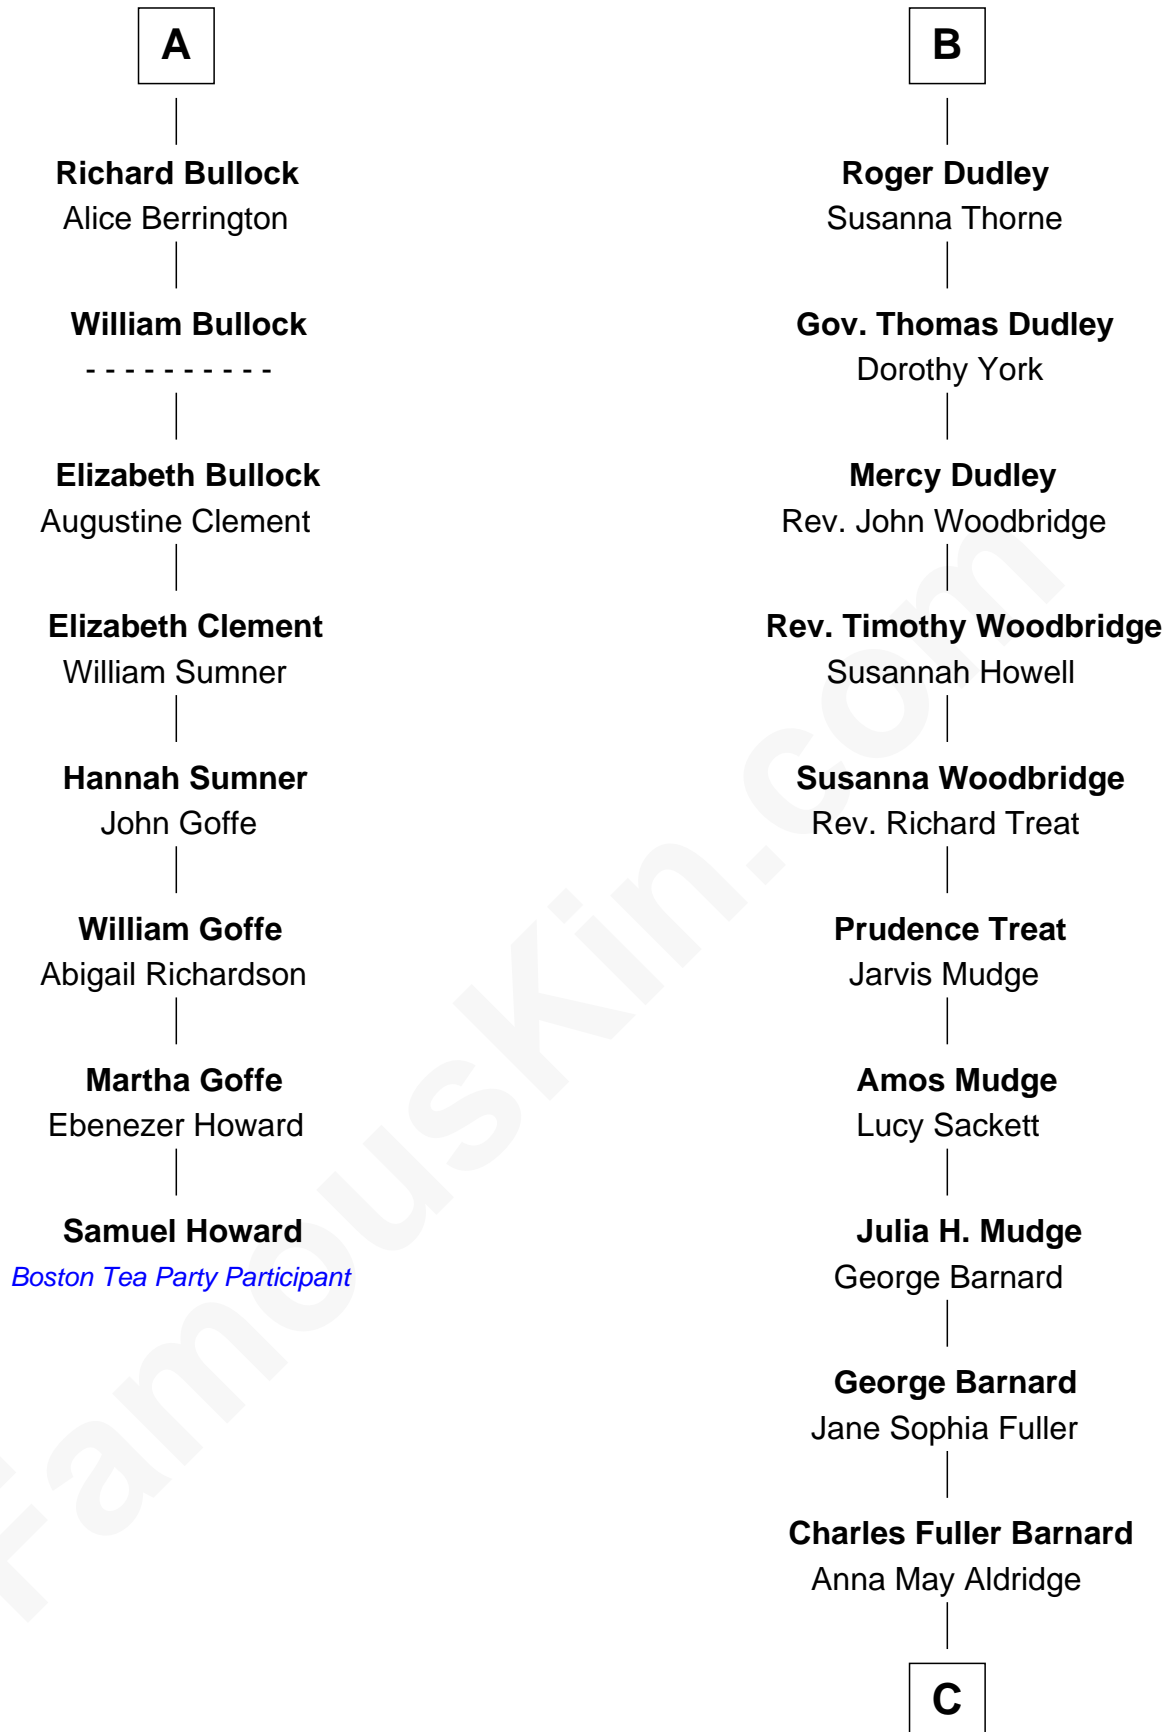 A
Richard Bullock
Alice Berrington
William Bullock
- - - - - - - - - -
Elizabeth Bullock
Augustine Clement
Elizabeth Clement
William Sumner
Hannah Sumner
John Goffe
William Goffe
Abigail Richardson
Martha Goffe
Ebenezer Howard
Samuel Howard
Boston Tea Party Participant
B
Roger Dudley
Susanna Thorne
Gov. Thomas Dudley
Dorothy York
Mercy Dudley
Rev. John Woodbridge
Rev. Timothy Woodbridge
Susannah Howell
Susanna Woodbridge
Rev. Richard Treat
Prudence Treat
Jarvis Mudge
Amos Mudge
Lucy Sackett
Julia H. Mudge
George Barnard
George Barnard
Jane Sophia Fuller
Charles Fuller Barnard
Anna May Aldridge
C
FamousKin.com